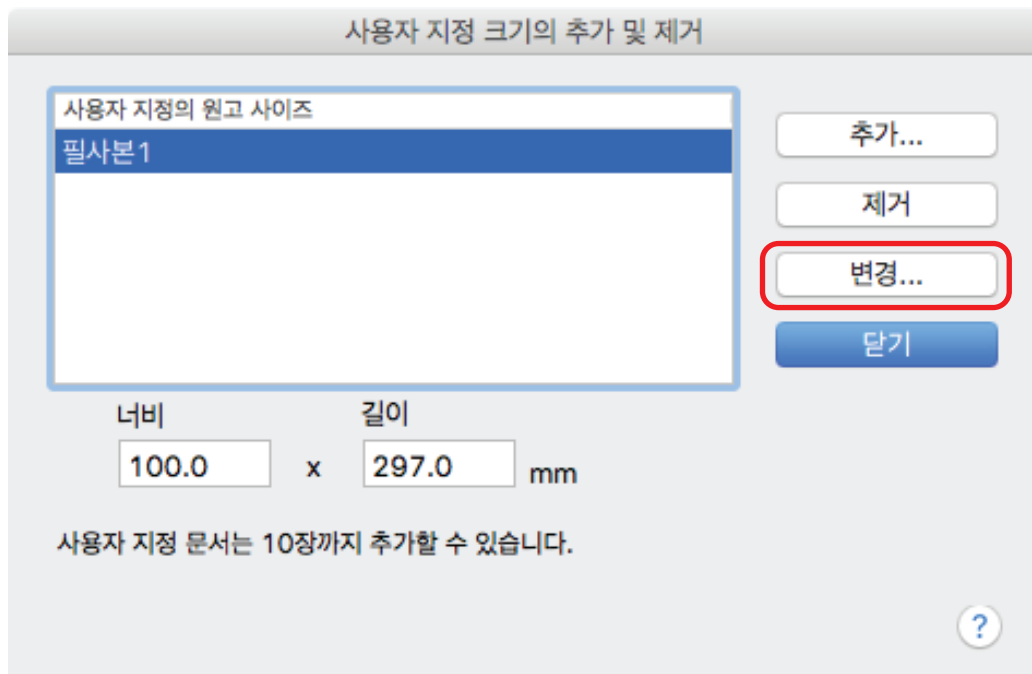 사용자 지정 크기의 추가 및 제거
사용자 지정의 원고 사이즈
필사본1
추가...
제거
변경...
닫기
너비 길이
100.0 x 297.0 mm
사용자 지정 문서는 10장까지 추가할 수 있습니다.
?